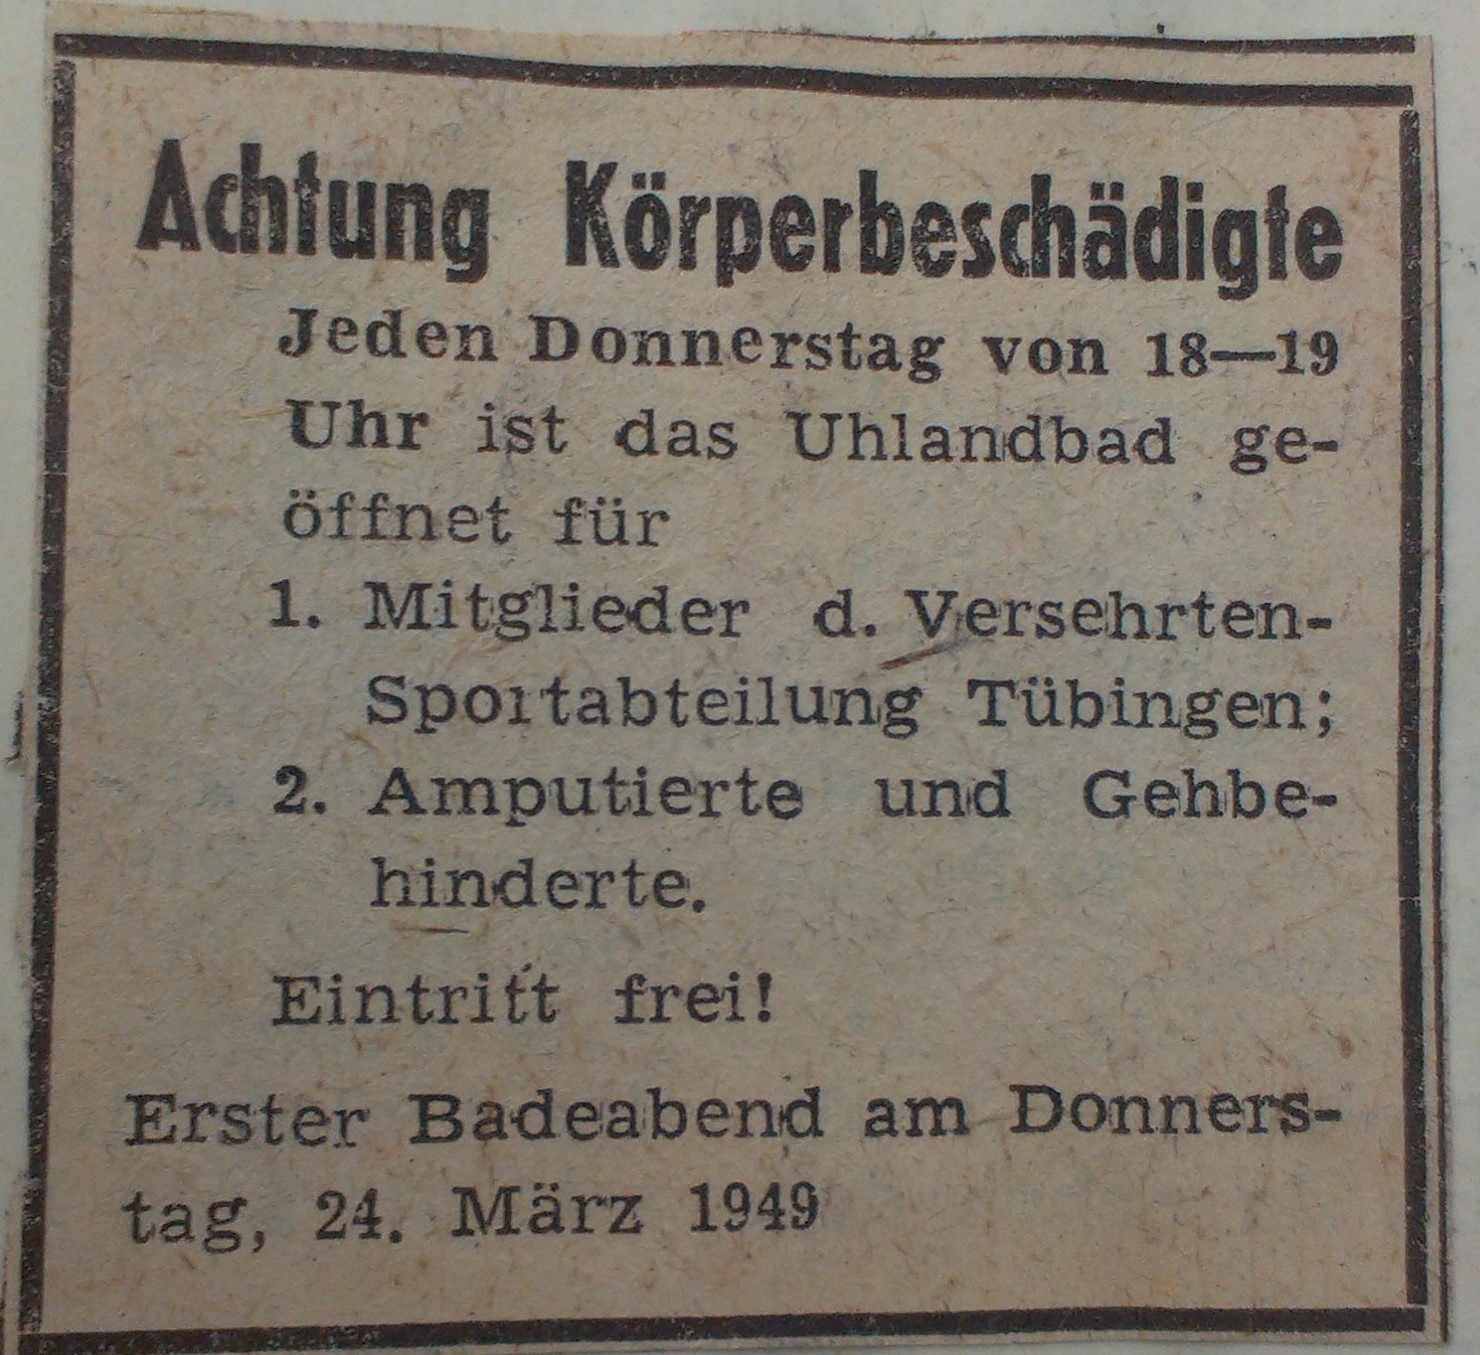 Achtung Körperbeschädigte
Jeden Donnerstag von 18—19
Uhr ist das Uhlandbad ge-
öffnet für
1. Mitglieder d. Versehrten-
Sportabteilung Tübingen;
2. Amputierte und Gehbe-
hinderte.
Eintritt frei!
Erster Badeabend am Donners-
tag, 24. März 1949